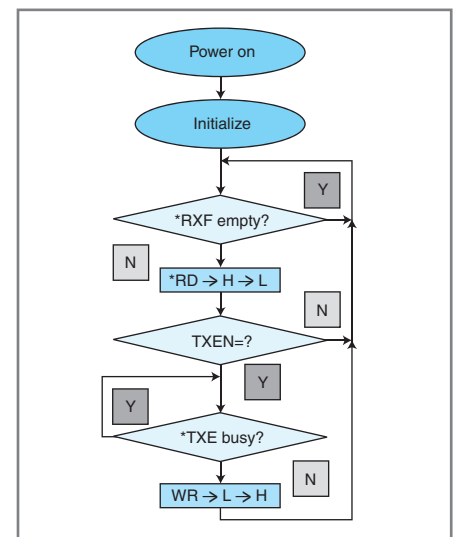 Power on
Initialize
Y
*RXF empty?
N
*RD → H → L
N
TXEN=?
Y
Y
*TXE busy?
N
WR → L → H